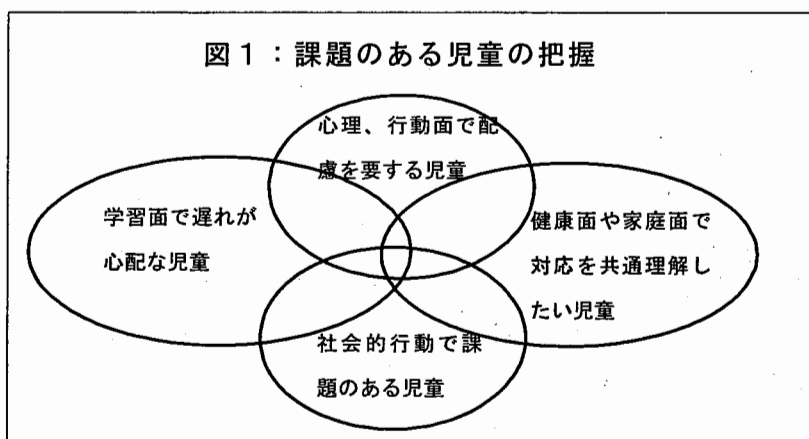 図1：課題のある児童の把握
心理、行動面で配
慮を要する児童
学習面で遅れが
心配な児童
健康面や家庭面で
対応を共通理解し
たい児童
社会的行動で課
題のある児童